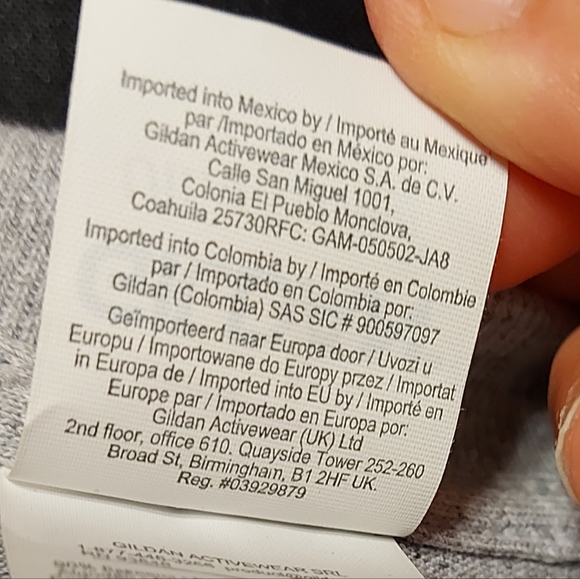 Imported into Mexico by / Importé au Mexique
par /Importado en México por:
Gildan Activewear Mexico S.A. de C.V.
Calle San Miguel 1001,
Colonia El Pueblo Monclova,
Coahuila 25730RFC: GAM-050502-JA8
Imported into Colombia by / Importé en Colombie
par / Importado en Colombia por:
Gildan (Colombia) SAS SIC # 900597097
Geïmporteerd naar Europa door / Uvozi u
Europu / Importowane do Europy przez / Importat
in Europa de / Imported into EU by / Importé en
Europe par / Importado en Europa por:
Gildan Activewear (UK) Ltd
2nd floor, office 610. Quayside Tower 252-260
Broad St, Birmingham, B1 2HF UK.
Reg. #03929879
GILDAN ACTIVEWEAR SRL